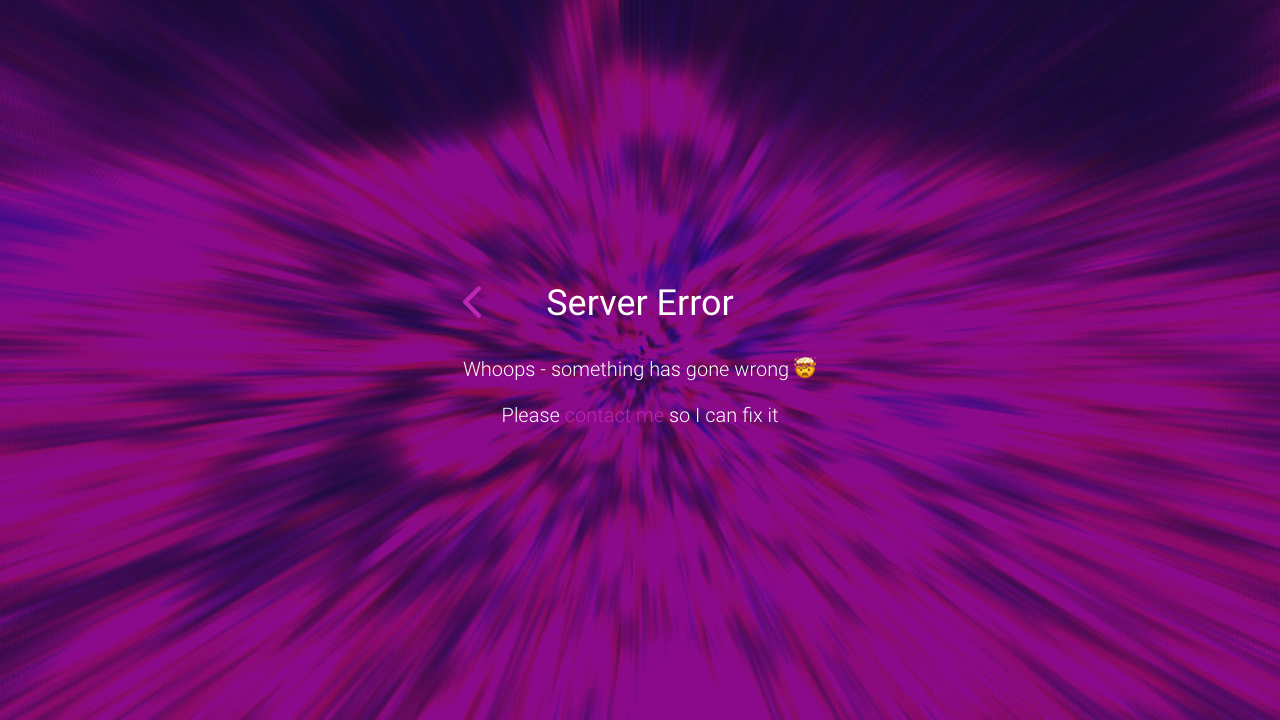 Server Error
Whoops - something has gone wrong 🤯
Please contact me so I can fix it